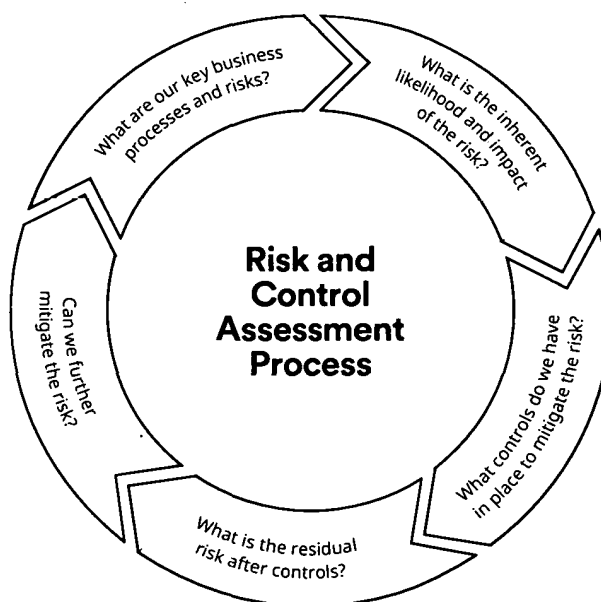 What are our key business
processes and risks?
What is the inherent
likelihood and impact
of the risk?
Risk and
Control
Assessment
Process
What controls do we have
in place to mitigate the risk?
What is the residual
risk after controls?
Can we further
mitigate the risk?